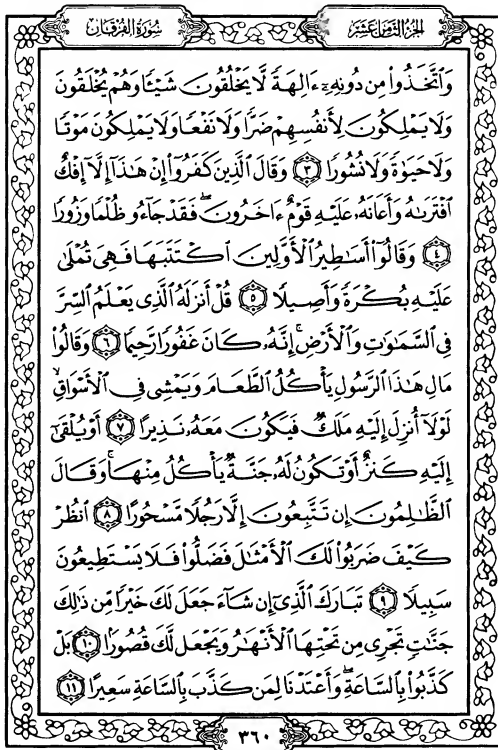 الجزء الثامن عشر سورة الفرقان
وَاتَّخَذُوا مِن دُونِهِۦٓ ءَالِهَةً لَّا يَخْلُقُونَ شَيْـًٔا وَهُمْ يُخْلَقُونَ
وَلَا يَمْلِكُونَ لِأَنفُسِهِمْ ضَرًّا وَلَا نَفْعًا وَلَا يَمْلِكُونَ مَوْتًا
وَلَا حَيَوٰةً وَلَا نُشُورًا ٣ وَقَالَ الَّذِينَ كَفَرُوٓا إِنْ هَٰذَآ إِلَّآ إِفْكٌ
افْتَرَىٰهُ وَأَعَانَهُۥ عَلَيْهِ قَوْمٌ ءَاخَرُونَ ۖ فَقَدْ جَآءُو ظُلْمًا وَزُورًا
٤ وَقَالُوٓا أَسَٰطِيرُ الْأَوَّلِينَ اكْتَتَبَهَا فَهِىَ تُمْلَىٰ
عَلَيْهِ بُكْرَةً وَأَصِيلًا ٥ قُلْ أَنزَلَهُ الَّذِى يَعْلَمُ السِّرَّ
فِى السَّمَٰوَٰتِ وَالْأَرْضِ ۚ إِنَّهُۥ كَانَ غَفُورًا رَّحِيمًا ٦ وَقَالُوا
مَالِ هَٰذَا الرَّسُولِ يَأْكُلُ الطَّعَامَ وَيَمْشِى فِى الْأَسْوَاقِ ۙ
لَوْلَآ أُنزِلَ إِلَيْهِ مَلَكٌ فَيَكُونَ مَعَهُۥ نَذِيرًا ٧ أَوْ يُلْقَىٰٓ
إِلَيْهِ كَنزٌ أَوْ تَكُونُ لَهُۥ جَنَّةٌ يَأْكُلُ مِنْهَا ۚ وَقَالَ
الظَّٰلِمُونَ إِن تَتَّبِعُونَ إِلَّا رَجُلًا مَّسْحُورًا ٨ انظُرْ
كَيْفَ ضَرَبُوا لَكَ الْأَمْثَٰلَ فَضَلُّوا فَلَا يَسْتَطِيعُونَ
سَبِيلًا ٩ تَبَارَكَ الَّذِىٓ إِن شَآءَ جَعَلَ لَكَ خَيْرًا مِّن ذَٰلِكَ
جَنَّٰتٍ تَجْرِى مِن تَحْتِهَا الْأَنْهَٰرُ وَيَجْعَل لَّكَ قُصُورًا ١٠ بَلْ
كَذَّبُوا بِالسَّاعَةِ ۖ وَأَعْتَدْنَا لِمَن كَذَّبَ بِالسَّاعَةِ سَعِيرًا ١١
٣٦٠